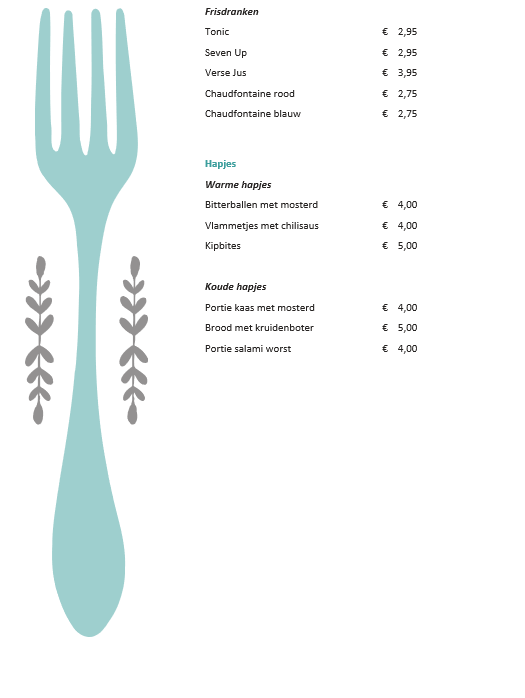 Frisdranken
Tonic € 2,95
Seven Up € 2,95
Verse Jus € 3,95
Chaudfontaine rood € 2,75
Chaudfontaine blauw € 2,75
Hapjes
Warme hapjes
Bitterballen met mosterd € 4,00
Vlammetjes met chilisaus € 4,00
Kipbites € 5,00
Koude hapjes
Portie kaas met mosterd € 4,00
Brood met kruidenboter € 5,00
Portie salami worst € 4,00